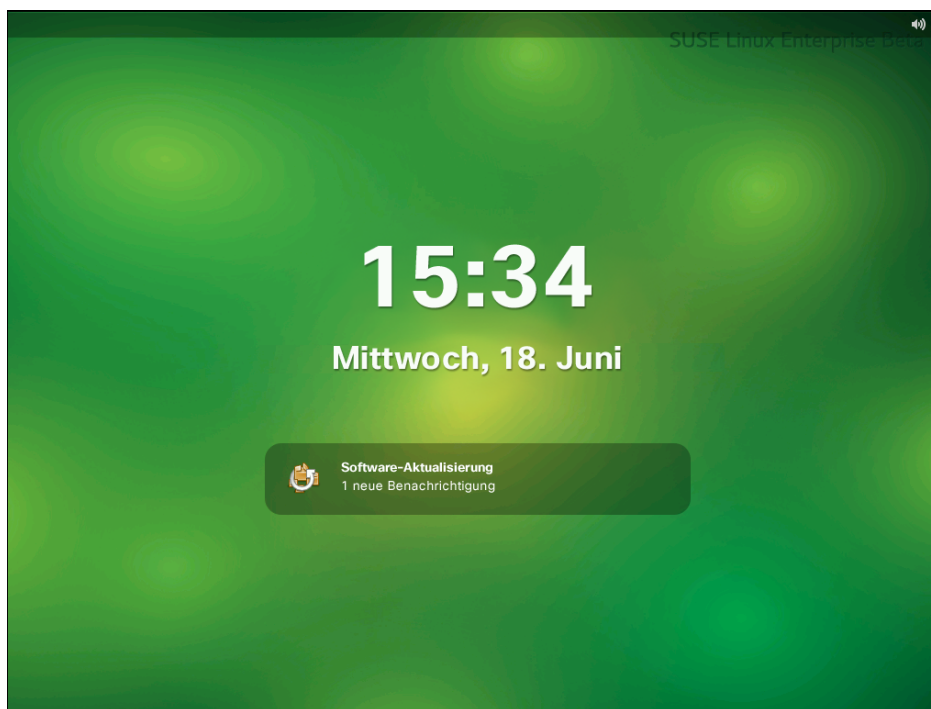 SUSE Linux Enterprise Beta
15:34
Mittwoch, 18. Juni
Software-Aktualisierung
1 neue Benachrichtigung